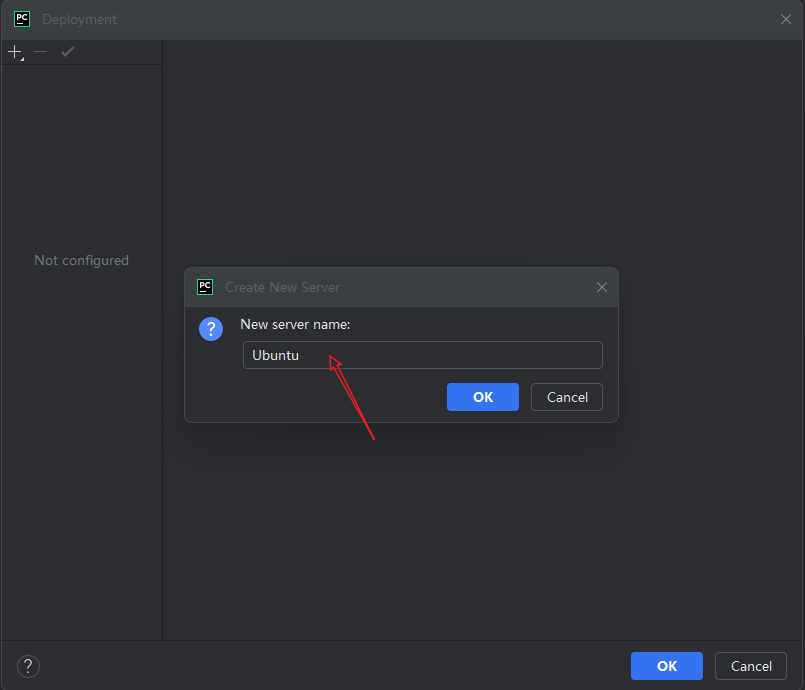 PC Deployment
Not configured
PC Create New Server
? New server name:
Ubuntu
OK Cancel
? OK Cancel